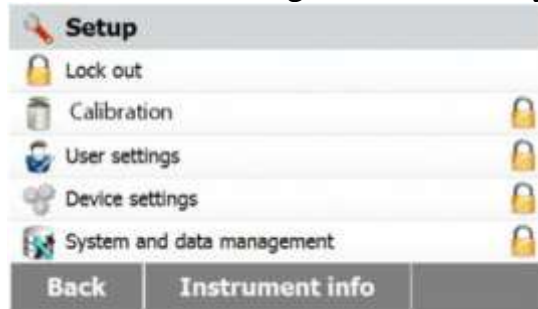 Setup
Lock out
Calibration
User settings
Device settings
System and data management
Back Instrument info